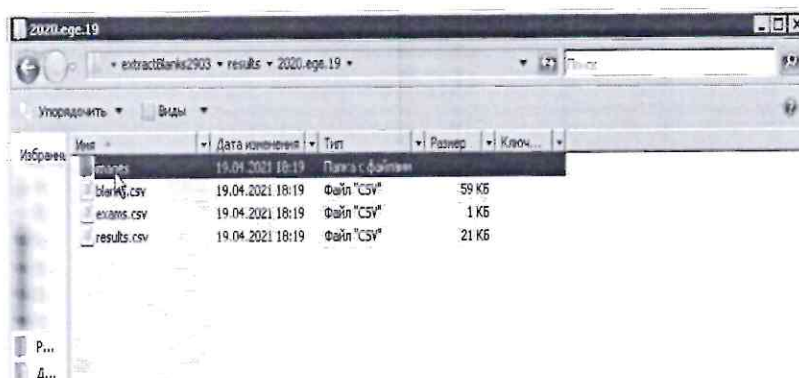 2020.ege.19
• extractBlanks2903 • results • 2020.ege.19 •
Поиск
Упорядочить Виды
Избранн
Имя Дата изменения Тип Размер Ключ...
images 19.04.2021 18:19 Папка с файлами
blanks.csv 19.04.2021 18:19 Файл "CSV" 59 КБ
exams.csv 19.04.2021 18:19 Файл "CSV" 1 КБ
results.csv 19.04.2021 18:19 Файл "CSV" 21 КБ
Р...
Д...